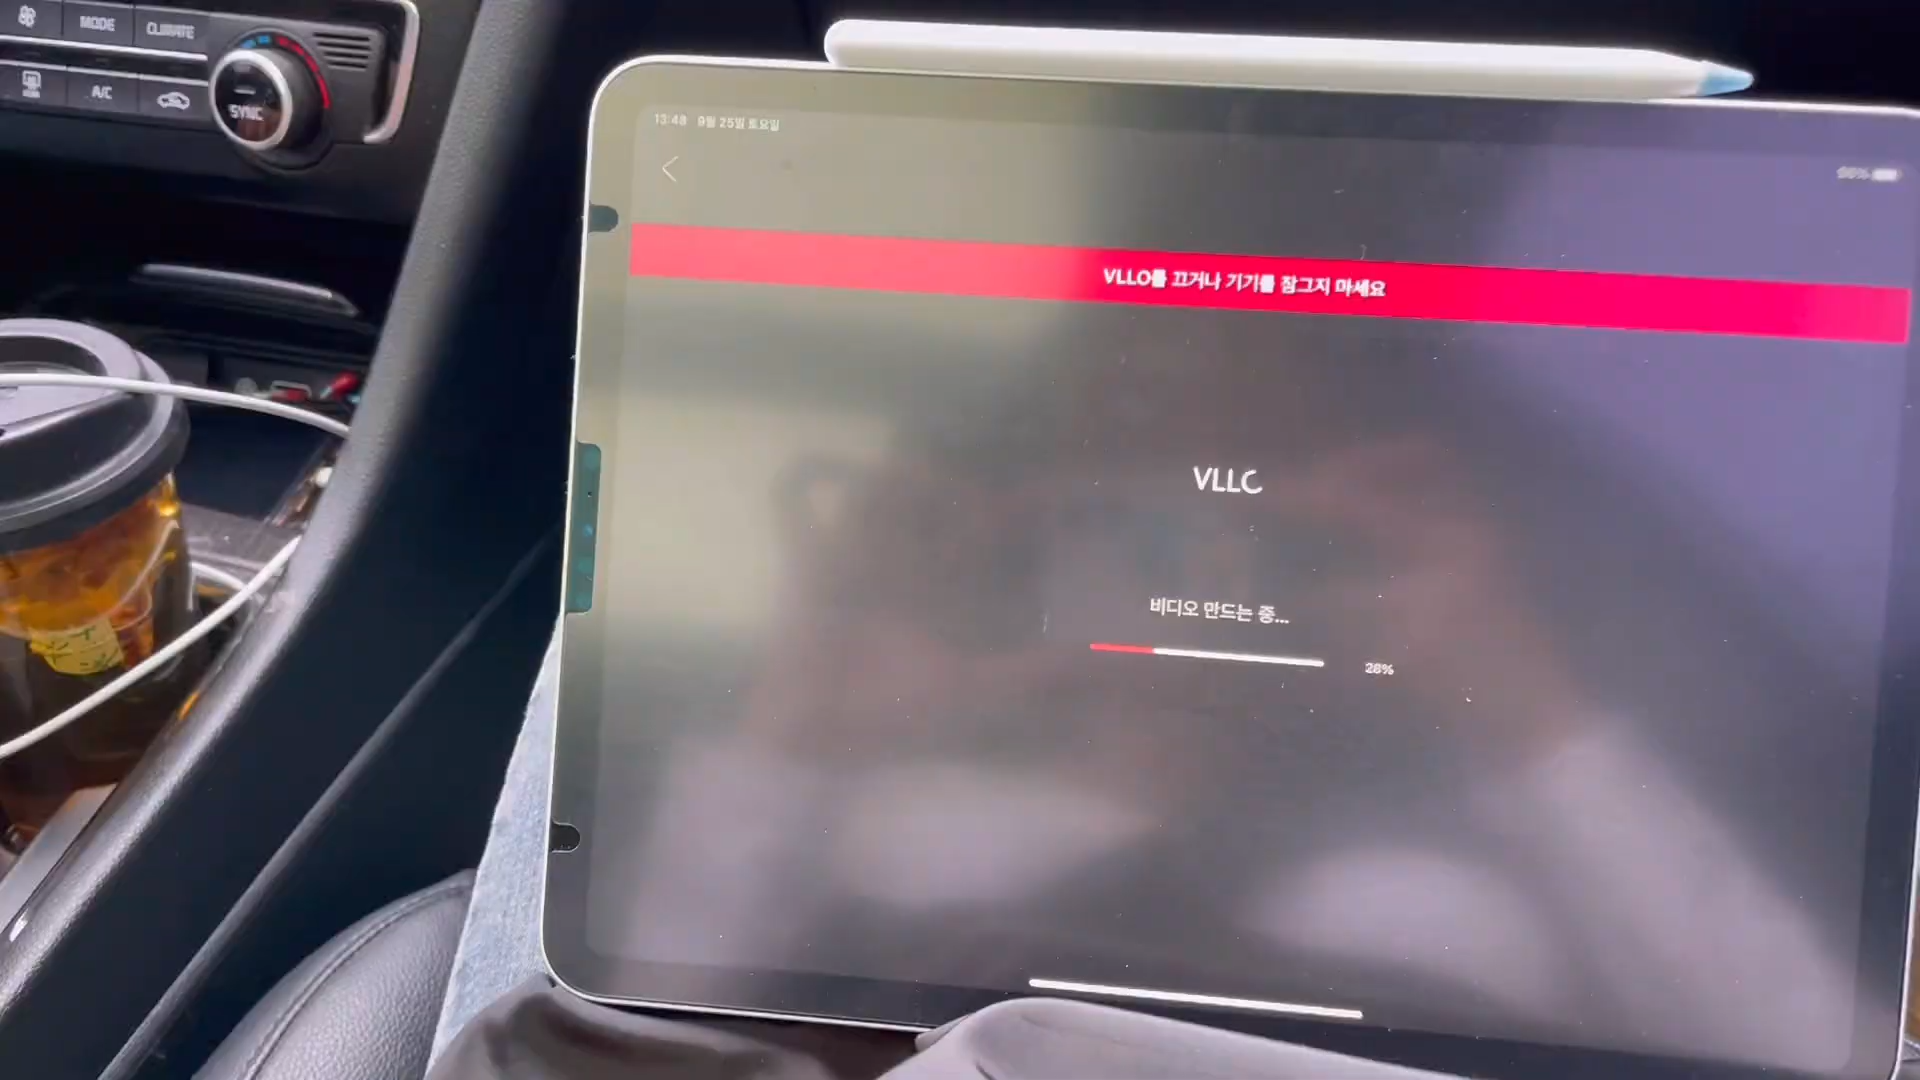 MODE
CLIMATE
A/C
SYNC
13:48 9월 25일 토요일
VLLO를 끄거나 기기를 잠그지 마세요
VLLC
비디오 만드는 중...
28%